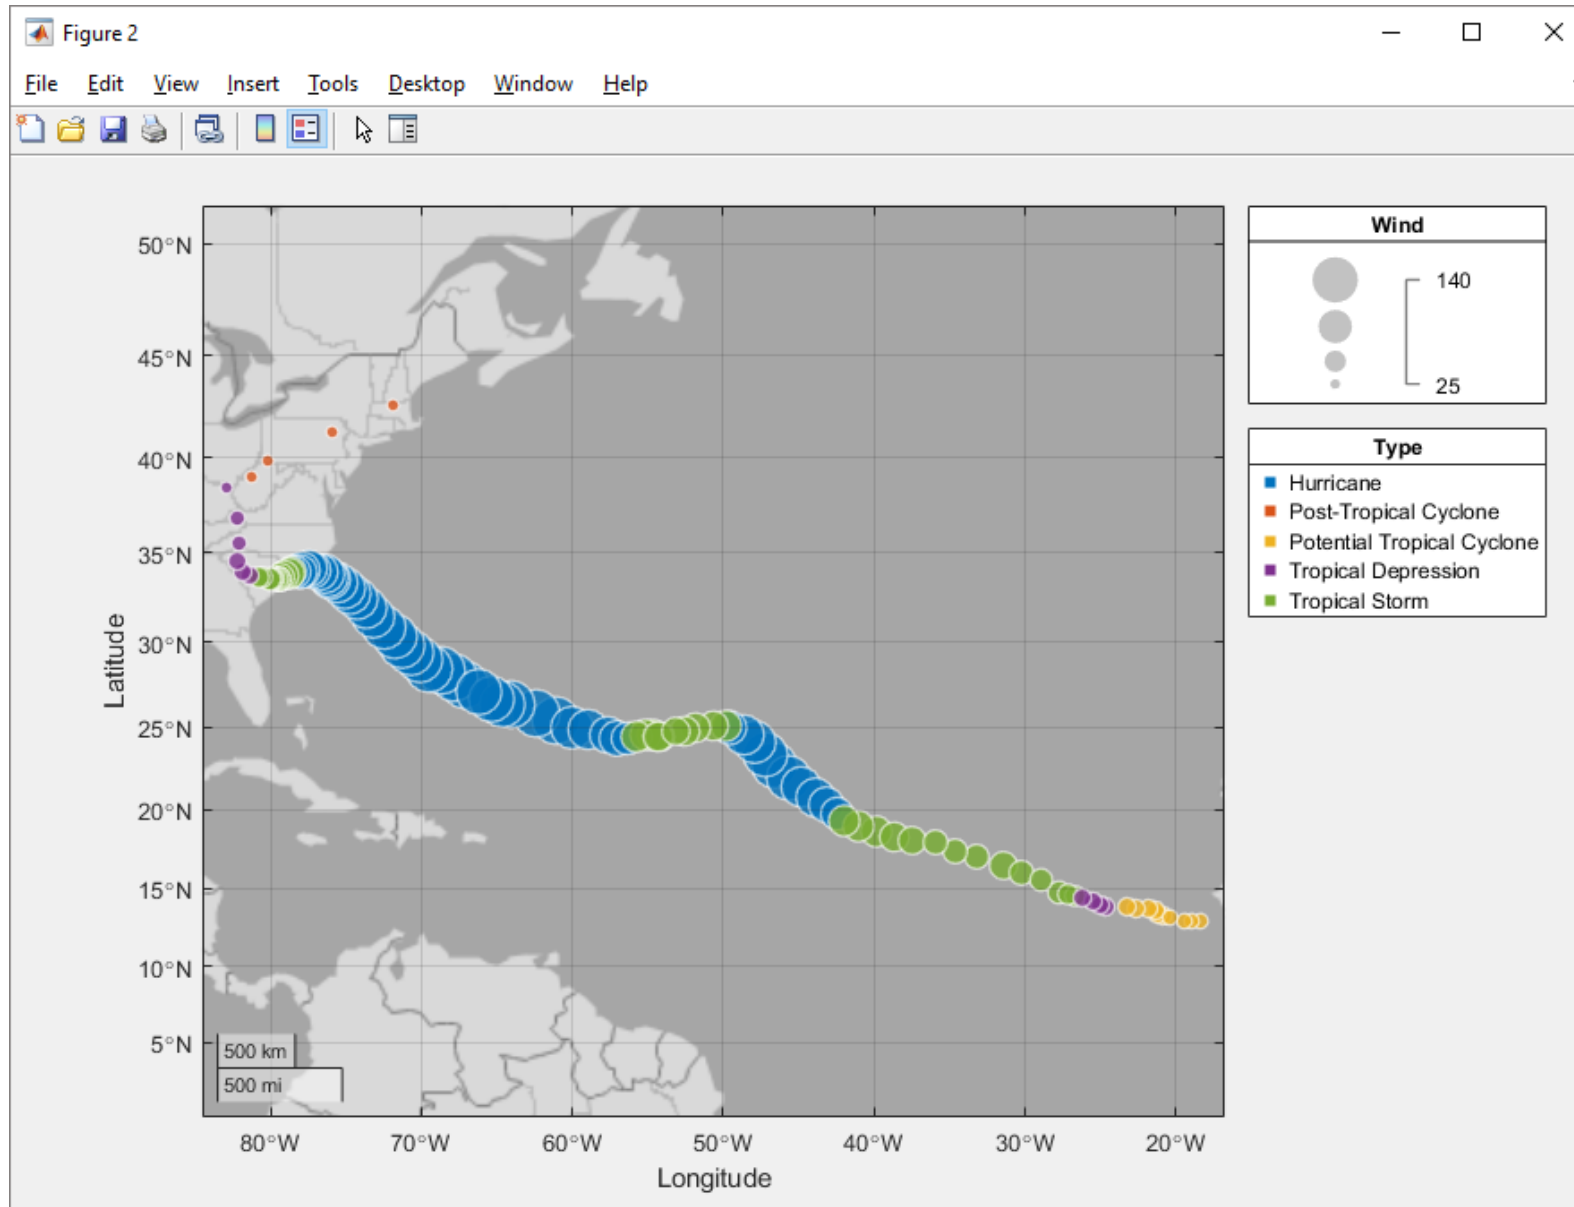 Figure 2
File Edit View Insert Tools Desktop Window Help
50°N
45°N
40°N
35°N
30°N
25°N
20°N
15°N
10°N
5°N
Latitude
500 km
500 mi
80°W 70°W 60°W 50°W 40°W 30°W 20°W
Longitude
Wind
140
25
Type
Hurricane
Post-Tropical Cyclone
Potential Tropical Cyclone
Tropical Depression
Tropical Storm